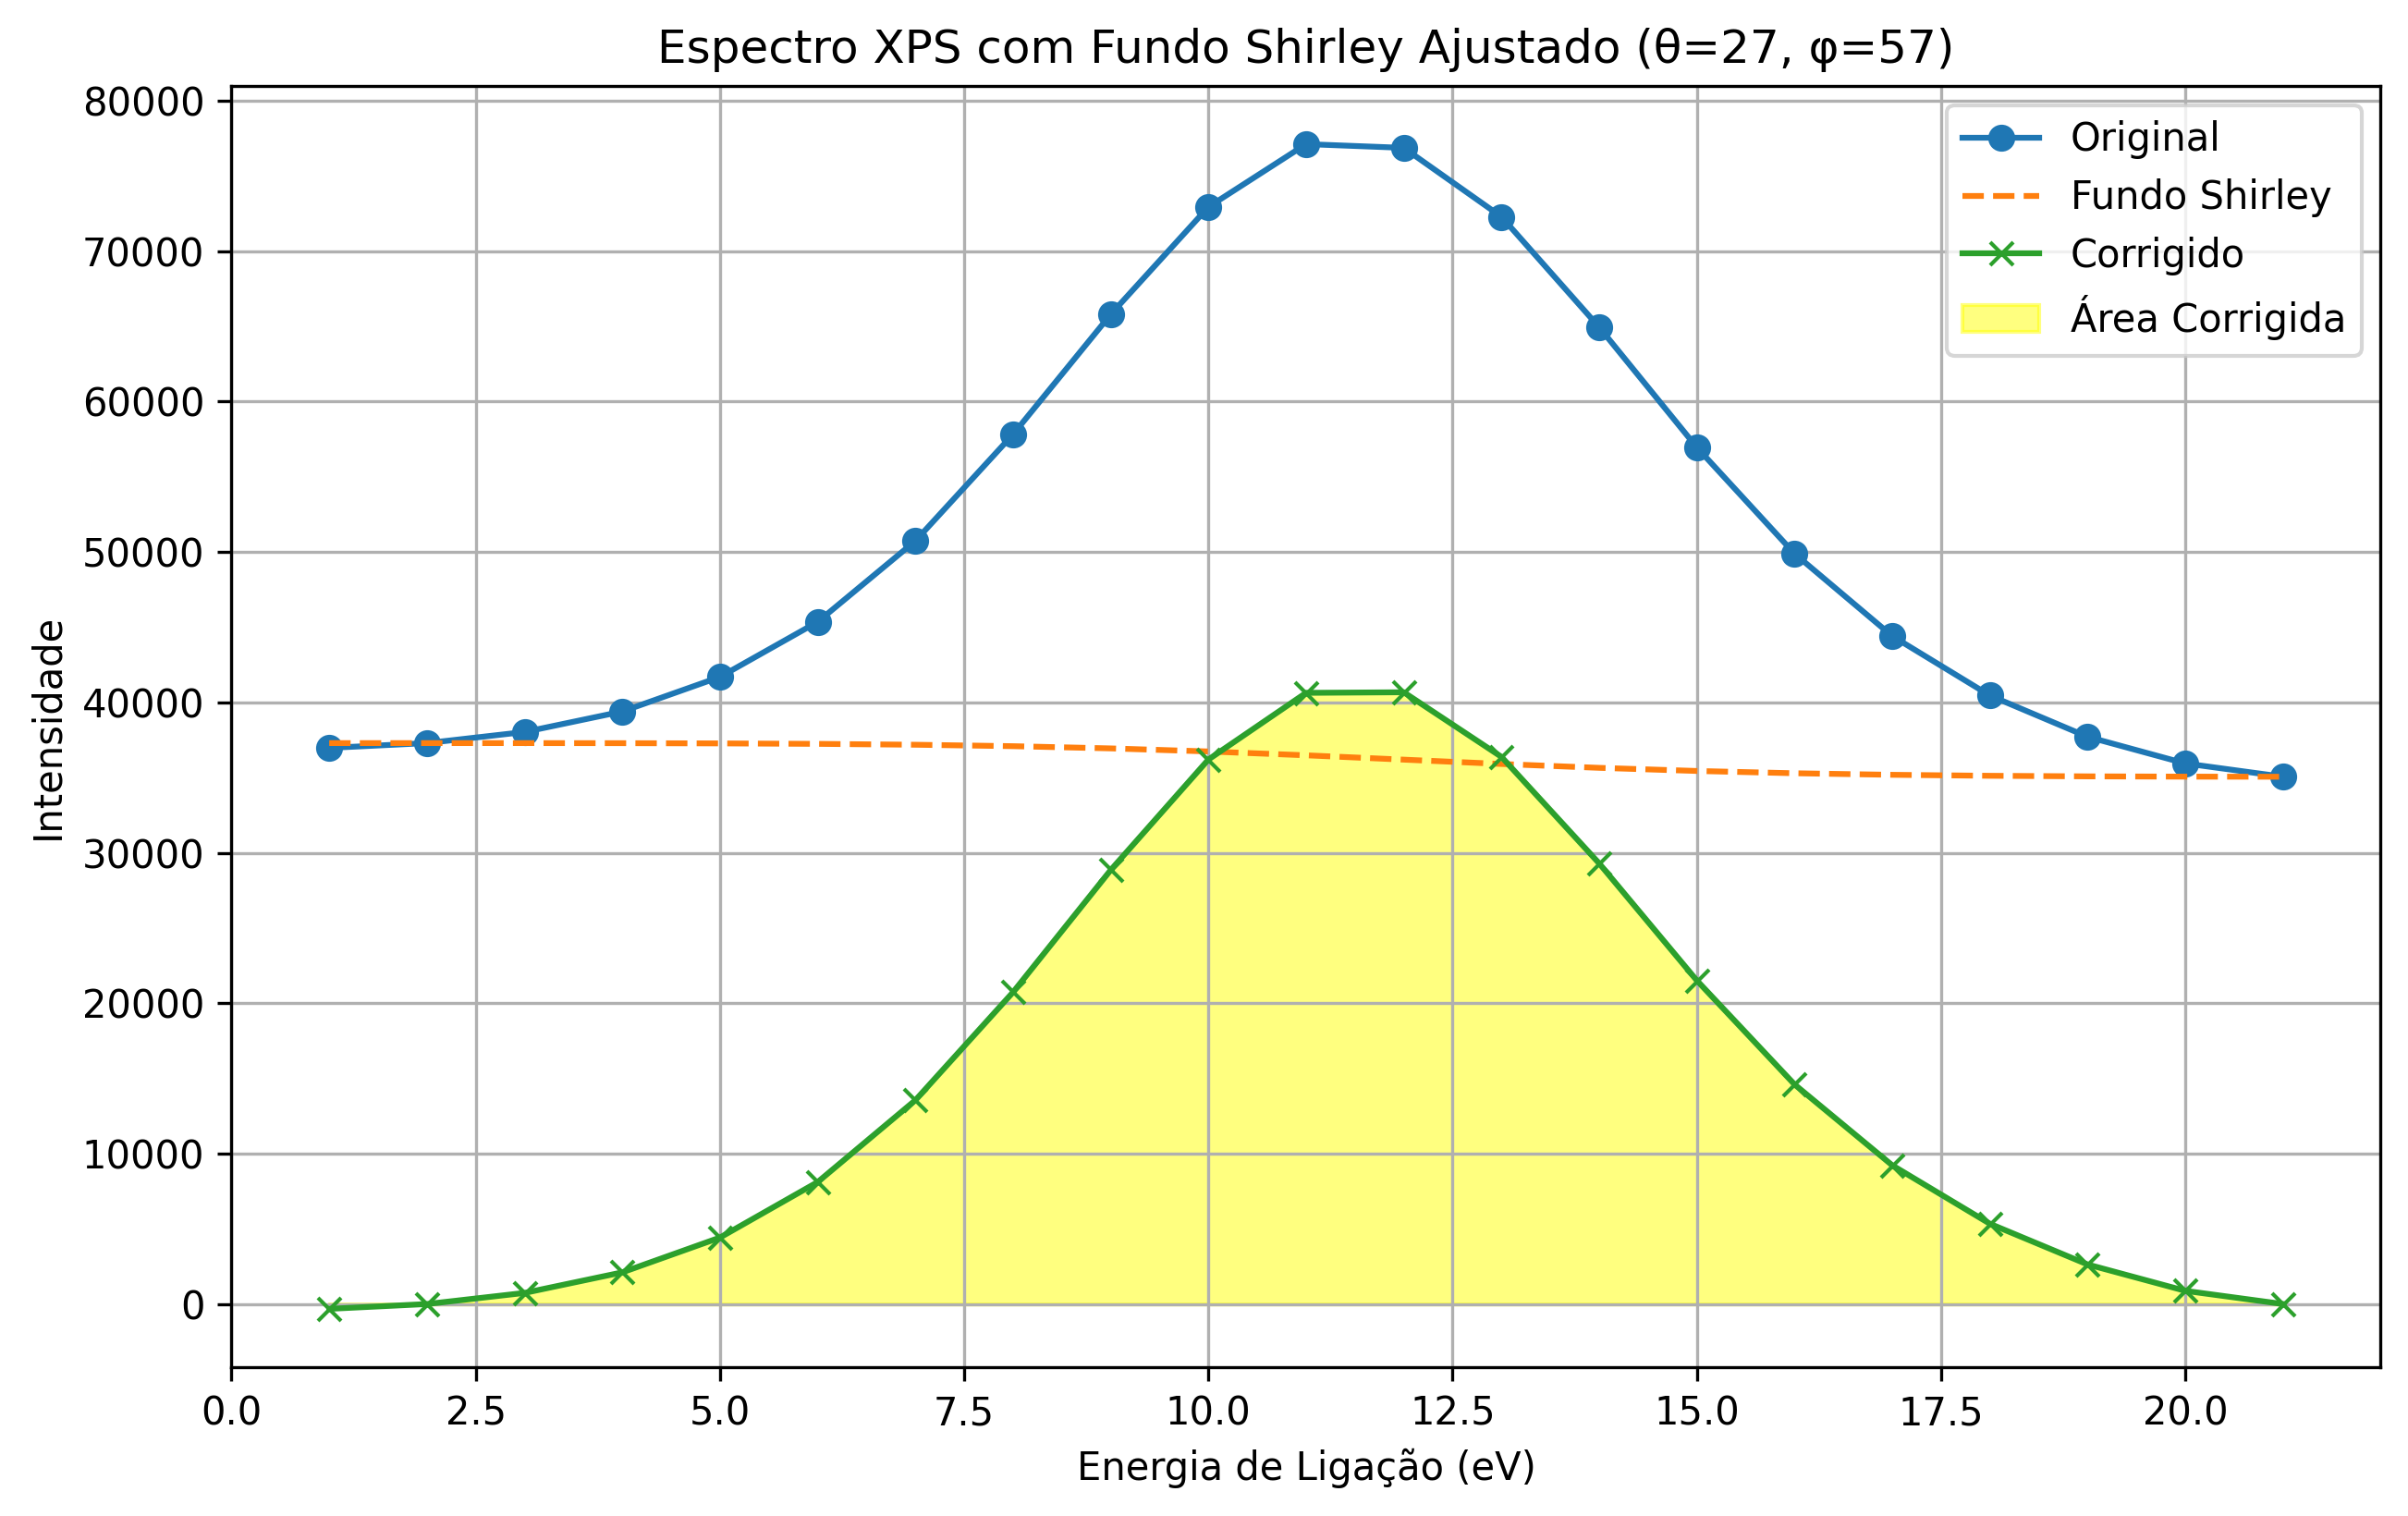 Espectro XPS com Fundo Shirley Ajustado (θ=27, φ=57)
80000
70000
60000
50000
40000
30000
20000
10000
0
Intensidade
Original
Fundo Shirley
Corrigido
Área Corrigida
0.0 2.5 5.0 7.5 10.0 12.5 15.0 17.5 20.0
Energia de Ligação (eV)